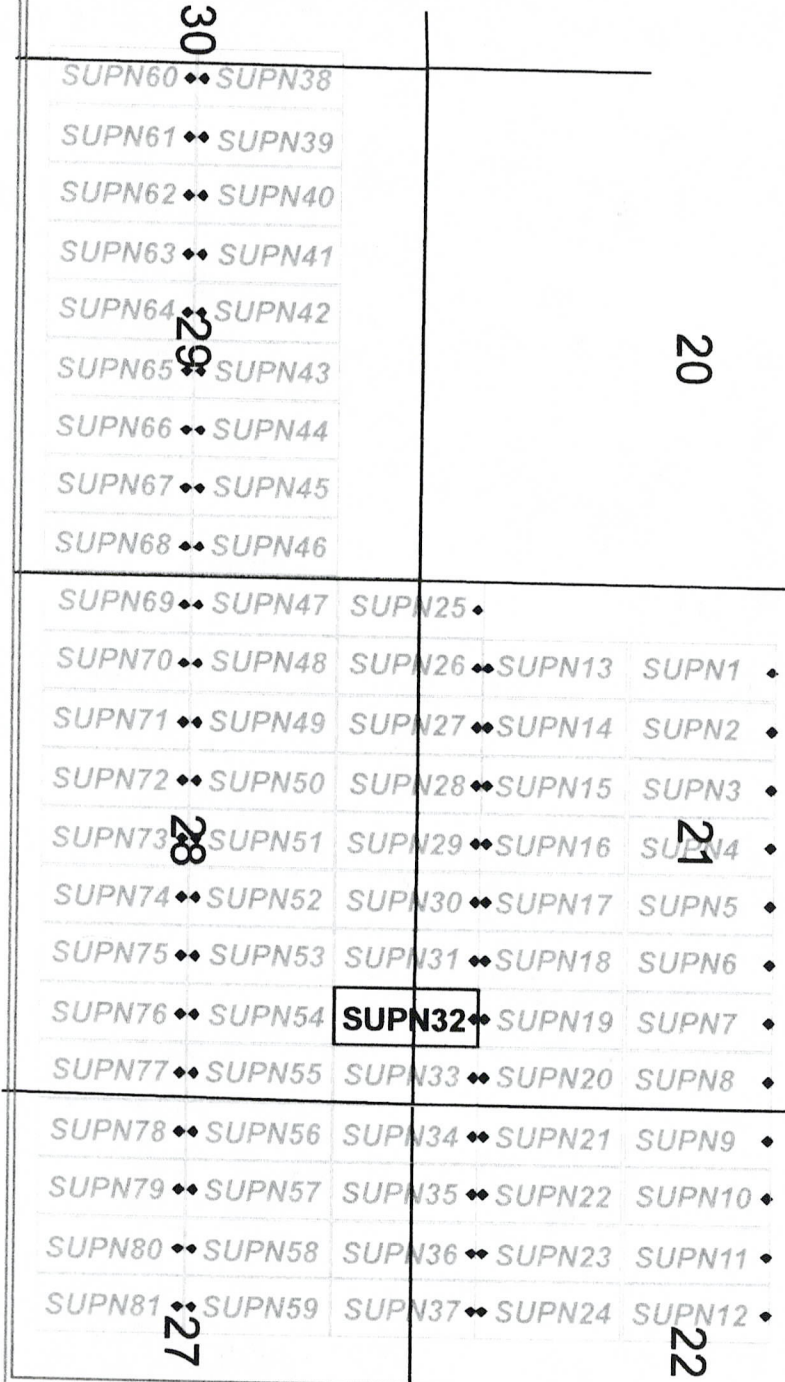 30
SUPN60 SUPN38
SUPN61 SUPN39
SUPN62 SUPN40
SUPN63 SUPN41
SUPN64 SUPN42
29
20
SUPN65 SUPN43
SUPN66 SUPN44
SUPN67 SUPN45
SUPN68 SUPN46
SUPN69 SUPN47 SUPN25
SUPN70 SUPN48 SUPN26 SUPN13 SUPN1
SUPN71 SUPN49 SUPN27 SUPN14 SUPN2
SUPN72 SUPN50 SUPN28 SUPN15 SUPN3
SUPN73 SUPN51 SUPN29 SUPN16 SUPN4
28
21
SUPN74 SUPN52 SUPN30 SUPN17 SUPN5
SUPN75 SUPN53 SUPN31 SUPN18 SUPN6
SUPN76 SUPN54 SUPN32 SUPN19 SUPN7
SUPN77 SUPN55 SUPN33 SUPN20 SUPN8
SUPN78 SUPN56 SUPN34 SUPN21 SUPN9
SUPN79 SUPN57 SUPN35 SUPN22 SUPN10
SUPN80 SUPN58 SUPN36 SUPN23 SUPN11
SUPN81 SUPN59 SUPN37 SUPN24 SUPN12
27
22